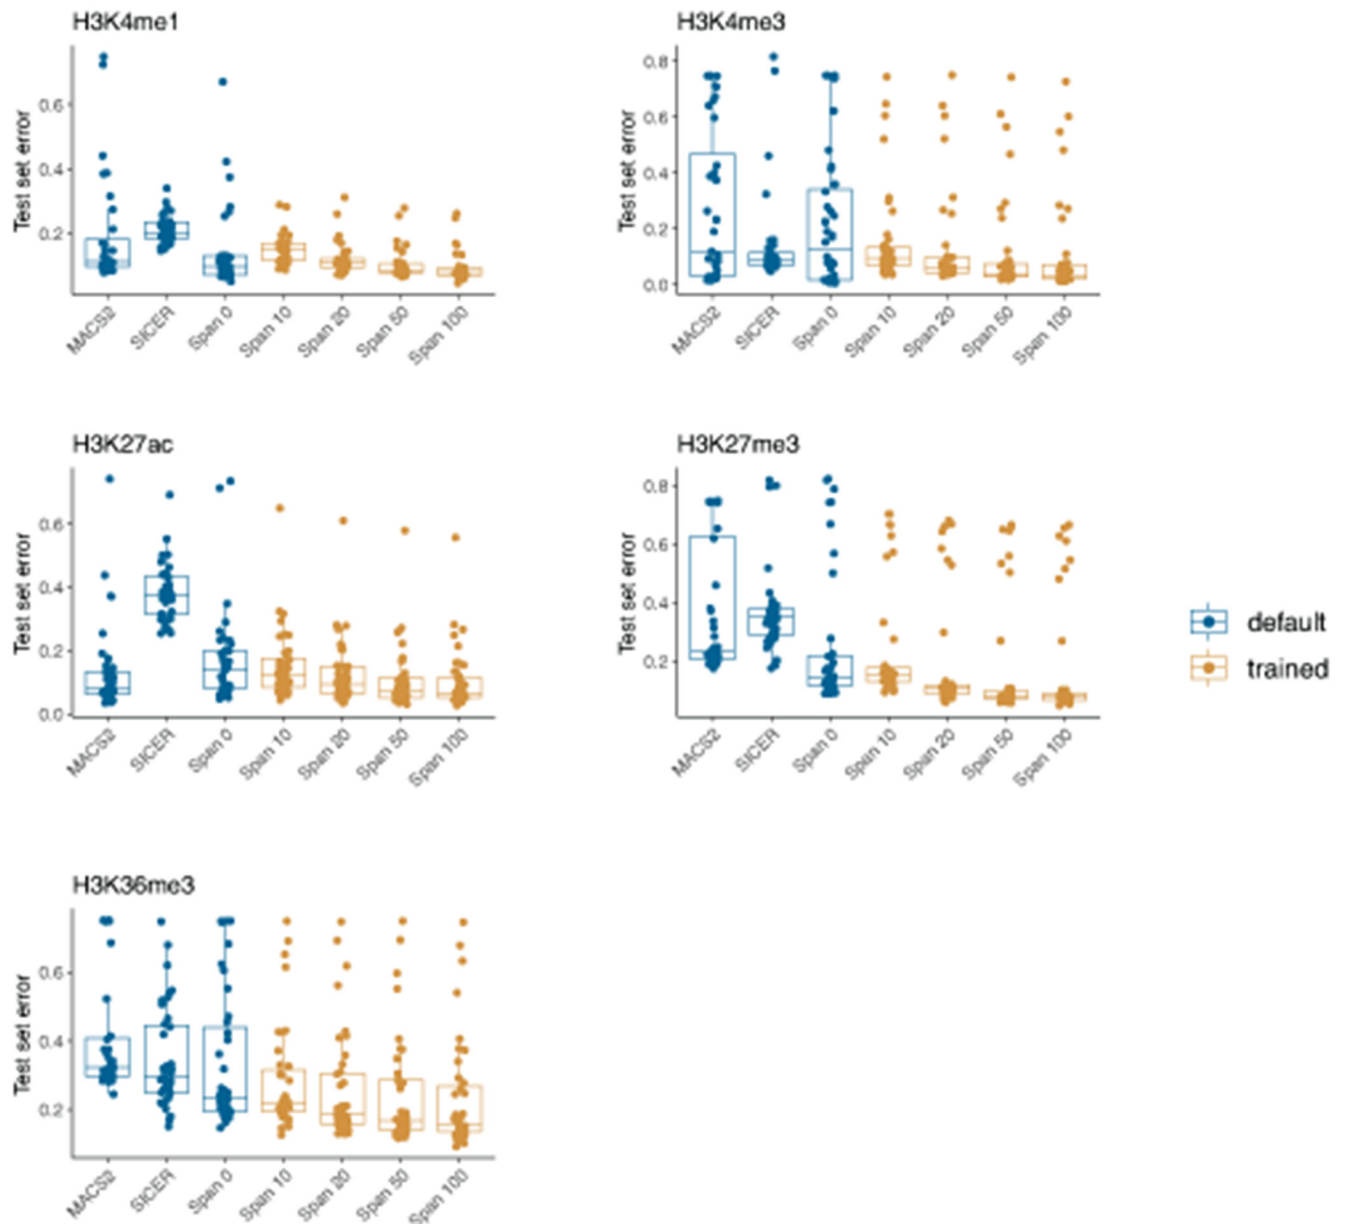 H3K4me1
Test set error
0.6
0.4
0.2
MACS2
SICER
Span 0
Span 10
Span 20
Span 50
Span 100
H3K4me3
Test set error
0.8
0.6
0.4
0.2
0.0
MACS2
SICER
Span 0
Span 10
Span 20
Span 50
Span 100
H3K27ac
Test set error
0.6
0.4
0.2
0.0
MACS2
SICER
Span 0
Span 10
Span 20
Span 50
Span 100
H3K27me3
Test set error
0.8
0.6
0.4
0.2
MACS2
SICER
Span 0
Span 10
Span 20
Span 50
Span 100
default
trained
H3K36me3
Test set error
0.6
0.4
0.2
MACS2
SICER
Span 0
Span 10
Span 20
Span 50
Span 100